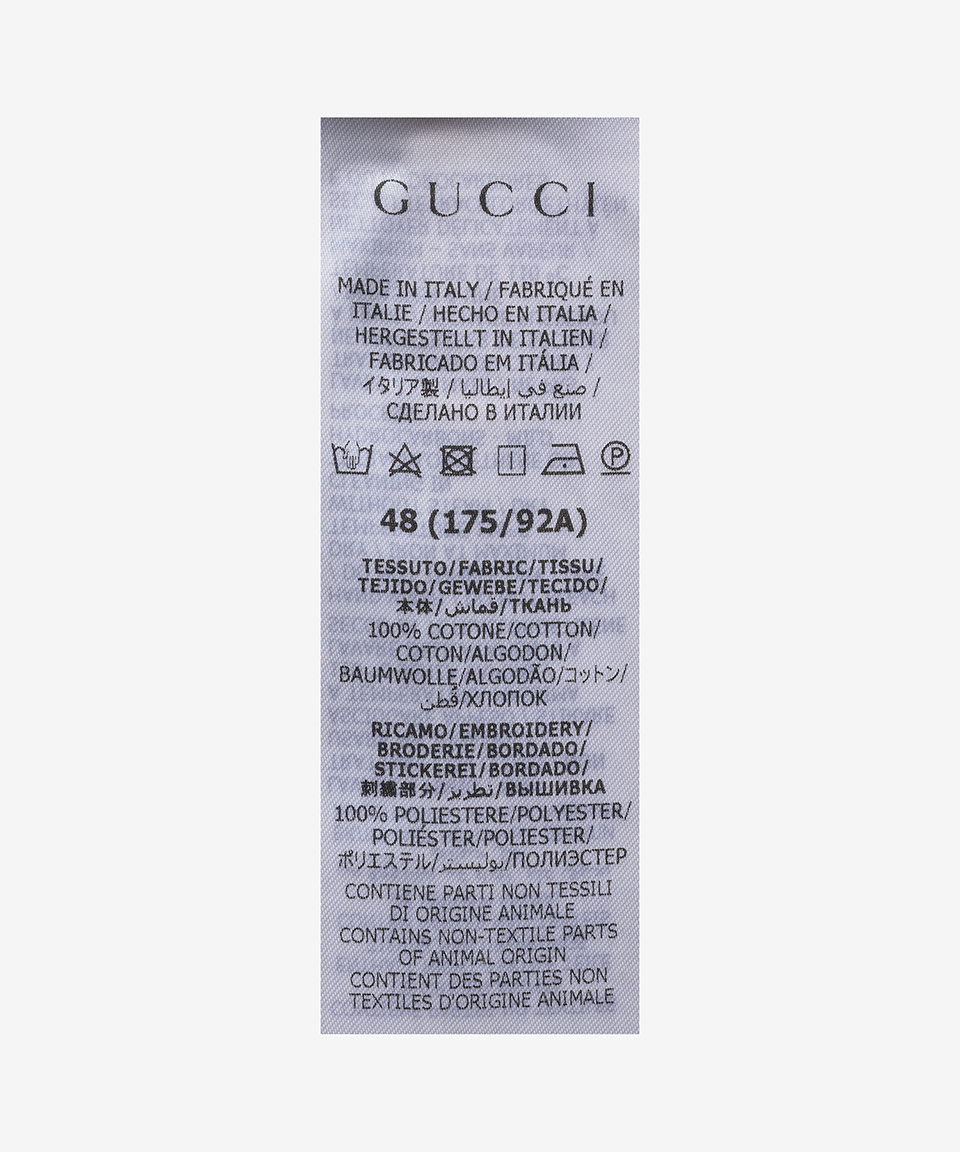 GUCCI
MADE IN ITALY / FABRIQUÉ EN
ITALIE / HECHO EN ITALIA /
HERGESTELLT IN ITALIEN /
FABRICADO EM ITÁLIA /
イタリア製 / صنع في إيطاليا /
СДЕЛАНО В ИТАЛИИ
P
48 (175/92A)
TESSUTO/FABRIC/TISSU/
TEJIDO/GEWEBE/TECIDO/
本体/قماش/ТКАНЬ
100% COTONE/COTTON/
COTON/ALGODON/
BAUMWOLLE/ALGODÃO/コットン/
قطن/ХЛОПОК
RICAMO/EMBROIDERY/
BRODERIE/BORDADO/
STICKEREI/BORDADO/
刺繍部分/تطريز/ВЫШИВКА
100% POLIESTERE/POLYESTER/
POLIÉSTER/POLIESTER/
ポリエステル/بوليستر/ПОЛИЭСТЕР
CONTIENE PARTI NON TESSILI
DI ORIGINE ANIMALE
CONTAINS NON-TEXTILE PARTS
OF ANIMAL ORIGIN
CONTIENT DES PARTIES NON
TEXTILES D'ORIGINE ANIMALE